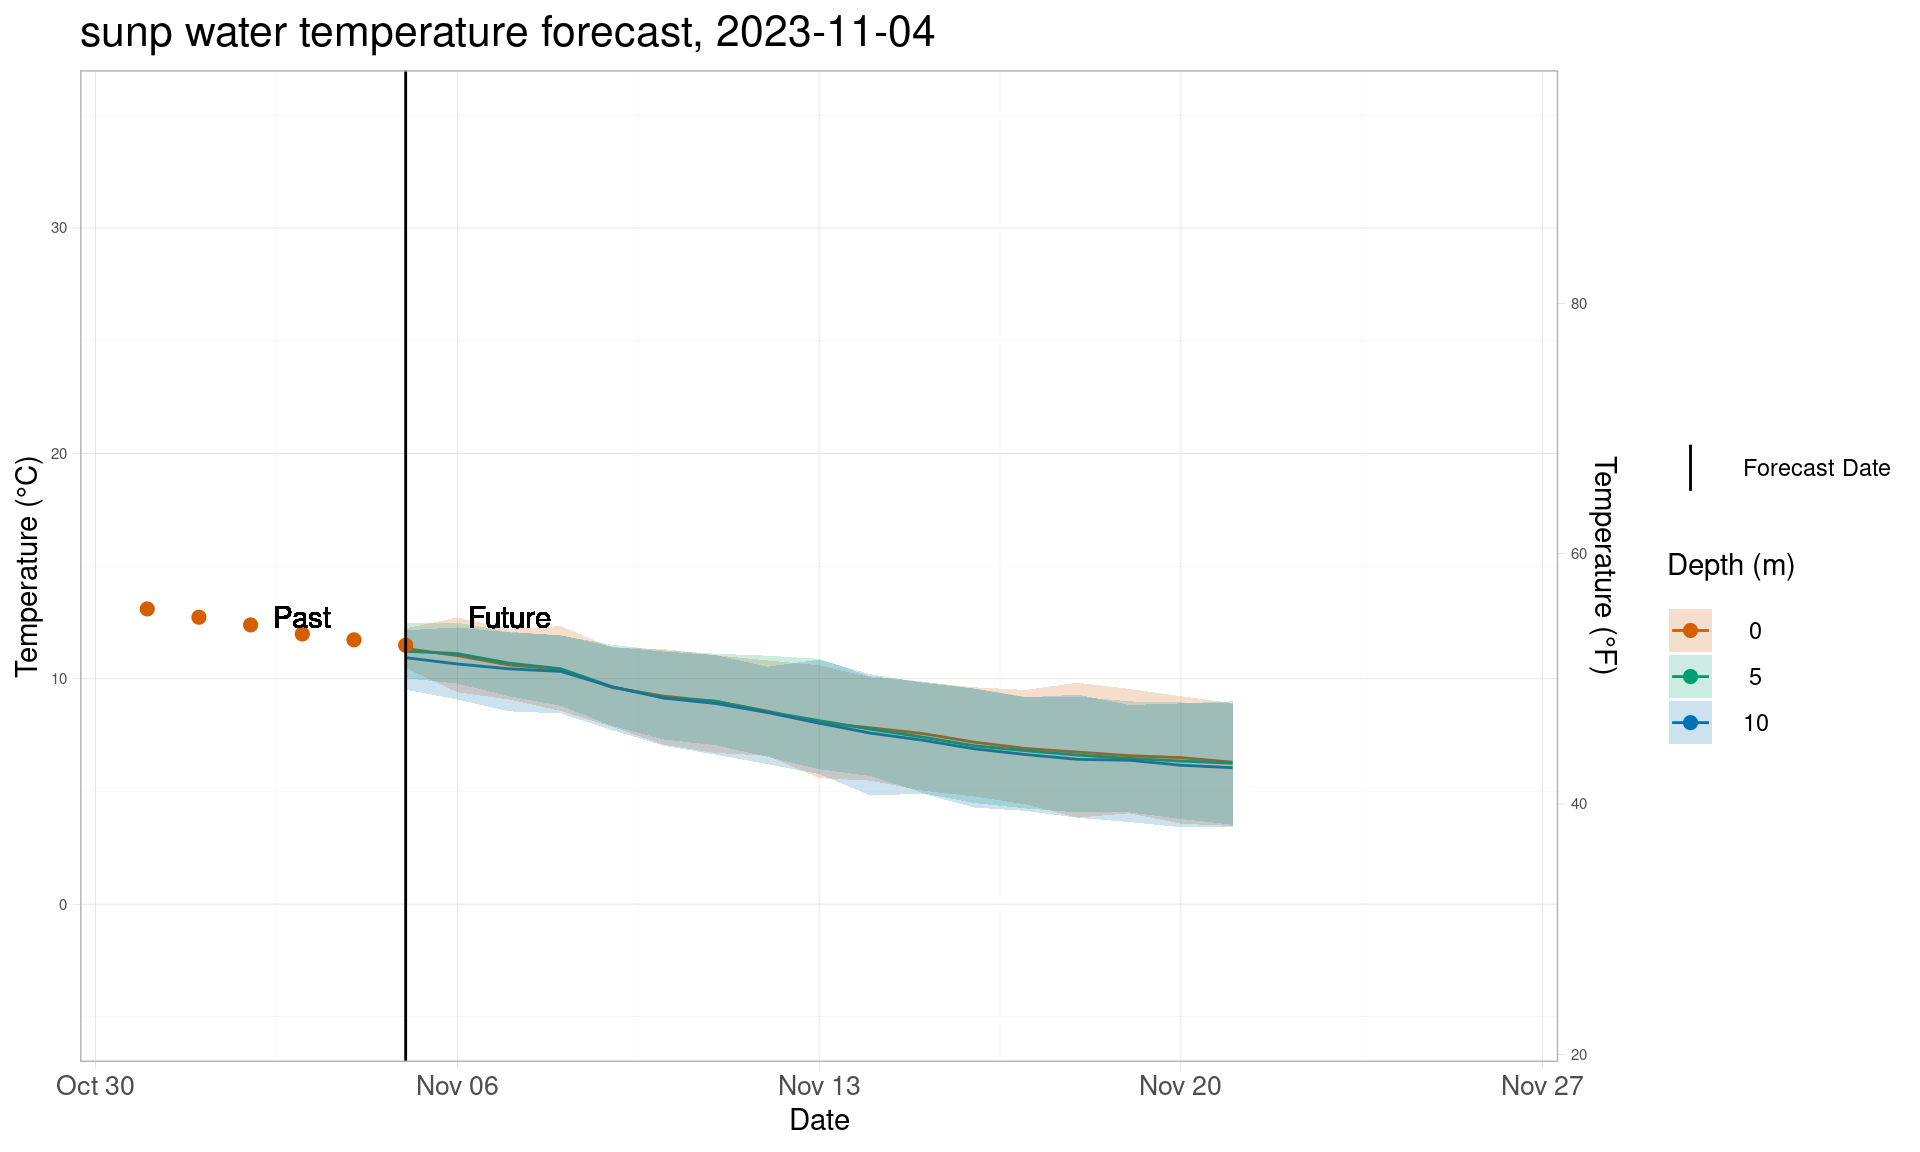 sunp water temperature forecast, 2023-11-04
Temperature (°C)
30
20
10
0
Past
Future
80
60
40
20
Temperature (°F)
Oct 30
Nov 06
Nov 13
Nov 20
Nov 27
Date
Forecast Date
Depth (m)
0
5
10